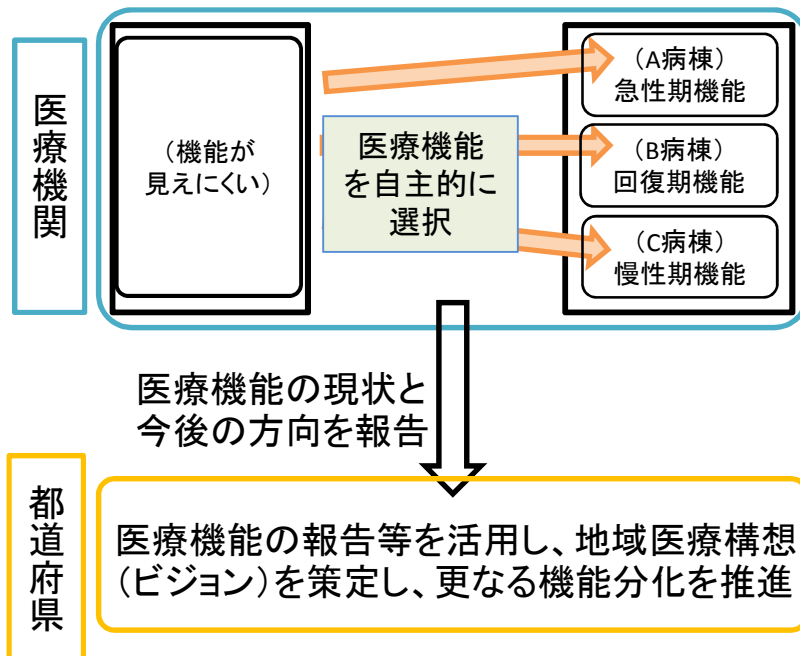 医療機関
(機能が
見えにくい)
医療機能
を自主的に
選択
(A病棟)
急性期機能
(B病棟)
回復期機能
(C病棟)
慢性期機能
医療機能の現状と
今後の方向を報告
都道府県
医療機能の報告等を活用し、地域医療構想
(ビジョン)を策定し、更なる機能分化を推進